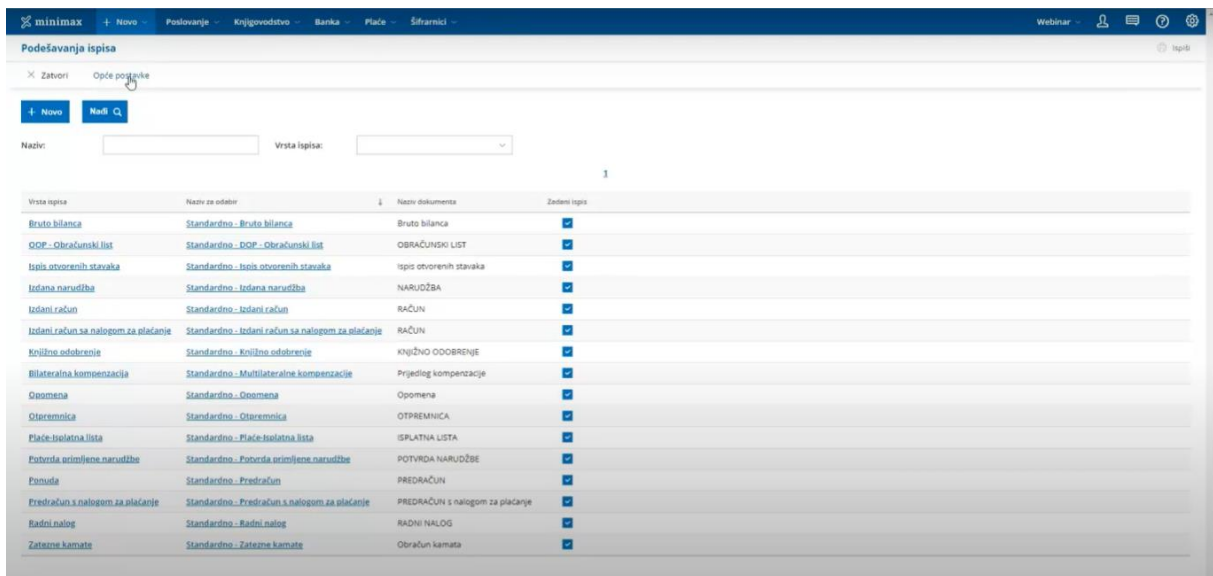 minimax + Novo Poslovanje Knjigovodstvo Banka Plaće Šifrarnici Webinar
Podešavanja ispisa Ispiši
Zatvori Opće postavke
+ Novo Nađi
Naziv: Vrsta ispisa:
1
Vrsta ispisa Naziv za odabir ↓ Naziv dokumenta Zadani ispis
Bruto bilanca Standardno - Bruto bilanca Bruto bilanca
DOP - Obračunski list Standardno - DOP - Obračunski list OBRAČUNSKI LIST
Ispis otvorenih stavaka Standardno - Ispis otvorenih stavaka Ispis otvorenih stavaka
Izdana narudžba Standardno - Izdana narudžba NARUDŽBA
Izdani račun Standardno - Izdani račun RAČUN
Izdani račun sa nalogom za plaćanje Standardno - Izdani račun sa nalogom za plaćanje RAČUN
Knjižno odobrenje Standardno - Knjižno odobrenje KNJIŽNO ODOBRENJE
Bilateralna kompenzacija Standardno - Multilateralne kompenzacije Prijedlog kompenzacije
Opomena Standardno - Opomena Opomena
Otpremnica Standardno - Otpremnica OTPREMNICA
Plaće-Isplatna lista Standardno - Plaće-Isplatna lista ISPLATNA LISTA
Potvrda primljene narudžbe Standardno - Potvrda primljene narudžbe POTVRDA NARUDŽBE
Ponuda Standardno - Predračun PREDRAČUN
Predračun s nalogom za plaćanje Standardno - Predračun s nalogom za plaćanje PREDRAČUN s nalogom za plaćanje
Radni nalog Standardno - Radni nalog RADNI NALOG
Zatezne kamate Standardno - Zatezne kamate Obračun kamata